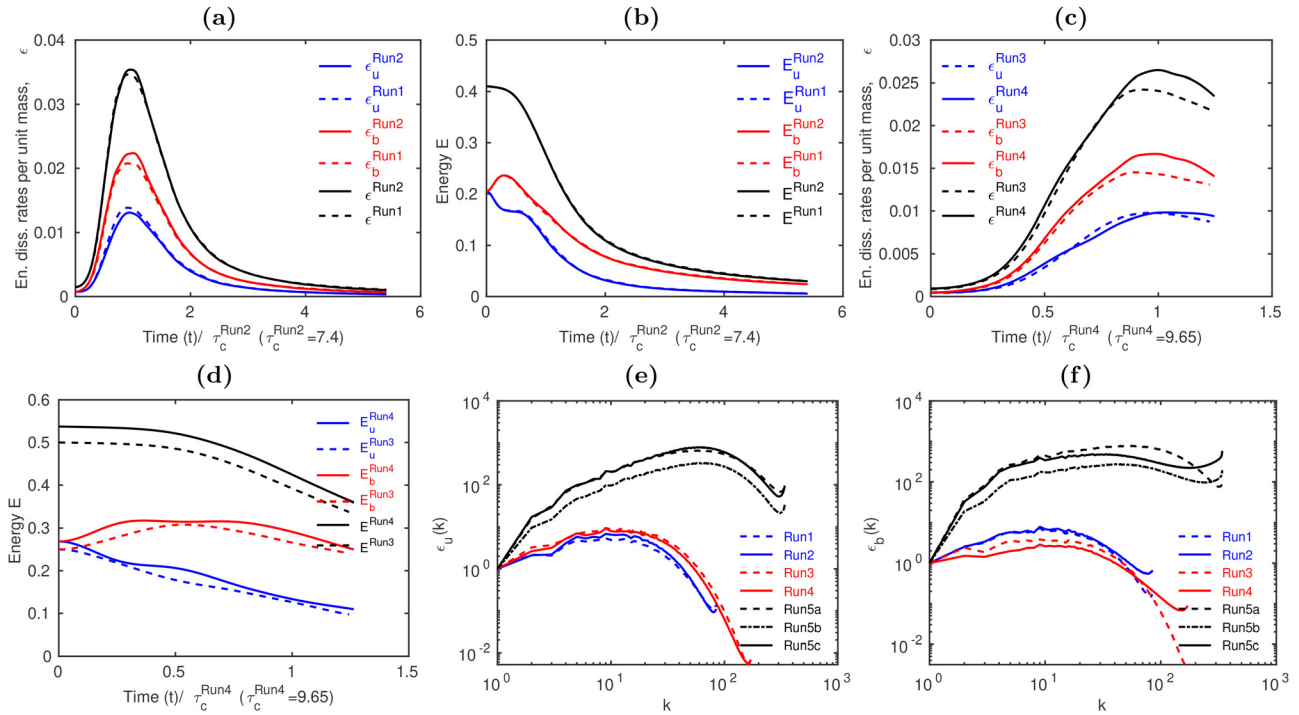 (a)
En. diss. rates per unit mass, ϵ
0.04
0.03
0.02
0.01
0
0 2 4 6
ϵ_u^Run2
ϵ_u^Run1
ϵ_b^Run2
ϵ_b^Run1
ϵ^Run2
ϵ^Run1
Time (t)/ τ_c^Run2 (τ_c^Run2=7.4)
(b)
Energy E
0.5
0.4
0.3
0.2
0.1
0
0 2 4 6
E_u^Run2
E_u^Run1
E_b^Run2
E_b^Run1
E^Run2
E^Run1
Time (t)/ τ_c^Run2 (τ_c^Run2=7.4)
(c)
En. diss. rates per unit mass, ϵ
0.03
0.025
0.02
0.015
0.01
0.005
0
0 0.5 1 1.5
ϵ_u^Run3
ϵ_u^Run4
ϵ_b^Run3
ϵ_b^Run4
ϵ^Run3
ϵ^Run4
Time (t)/ τ_c^Run4 (τ_c^Run4=9.65)
(d)
Energy E
0.6
0.5
0.4
0.3
0.2
0.1
0
0 0.5 1 1.5
E_u^Run4
E_u^Run3
E_b^Run4
E_b^Run3
E^Run4
E^Run3
Time (t)/ τ_c^Run4 (τ_c^Run4=9.65)
(e)
ϵ_u(k)
10^4
10^2
10^0
10^-2
10^0 10^1 10^2 10^3
Run1
Run2
Run3
Run4
Run5a
Run5b
Run5c
k
(f)
ϵ_b(k)
10^4
10^2
10^0
10^-2
10^0 10^1 10^2 10^3
Run1
Run2
Run3
Run4
Run5a
Run5b
Run5c
k